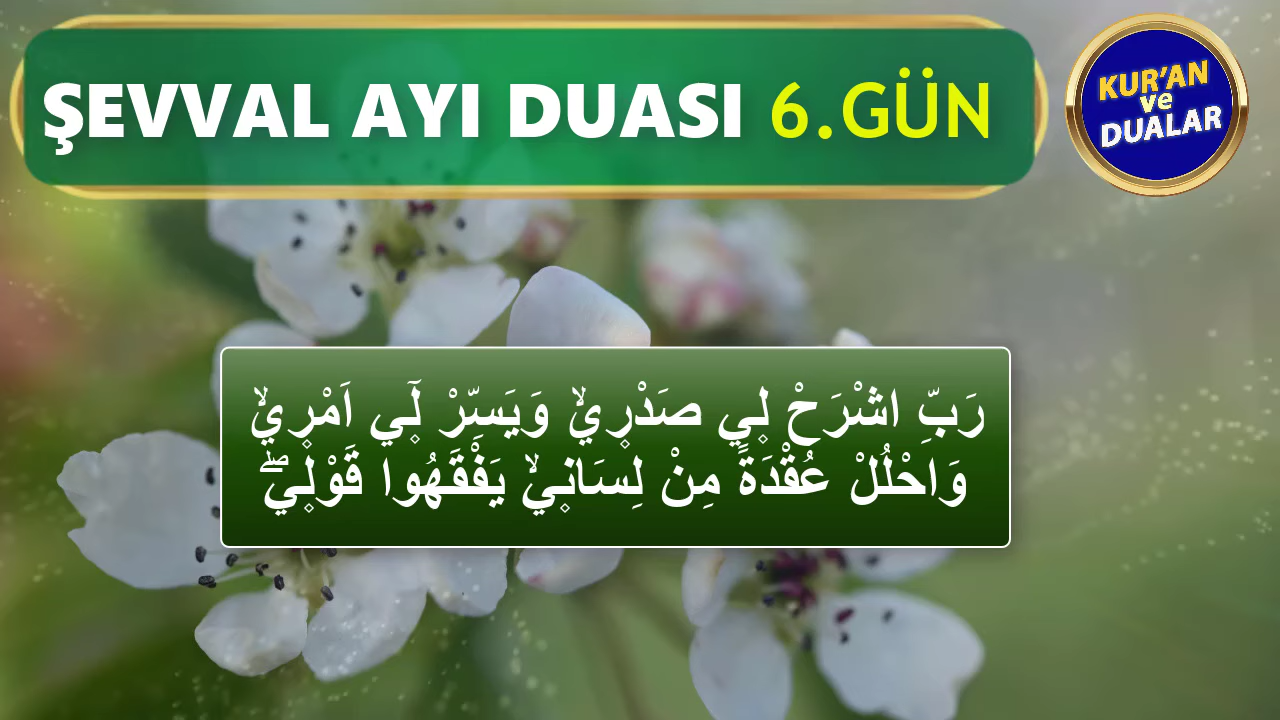 ŞEVVAL AYI DUASI 6.GÜN
KUR'AN
ve
DUALAR
رَبِّ اشْرَحْ ل۪ي صَدْر۪يۙ وَيَسِّرْ ل۪ٓي اَمْر۪يۙ
وَاحْلُلْ عُقْدَةً مِنْ لِسَان۪يۙ يَفْقَهُوا قَوْل۪يۖ